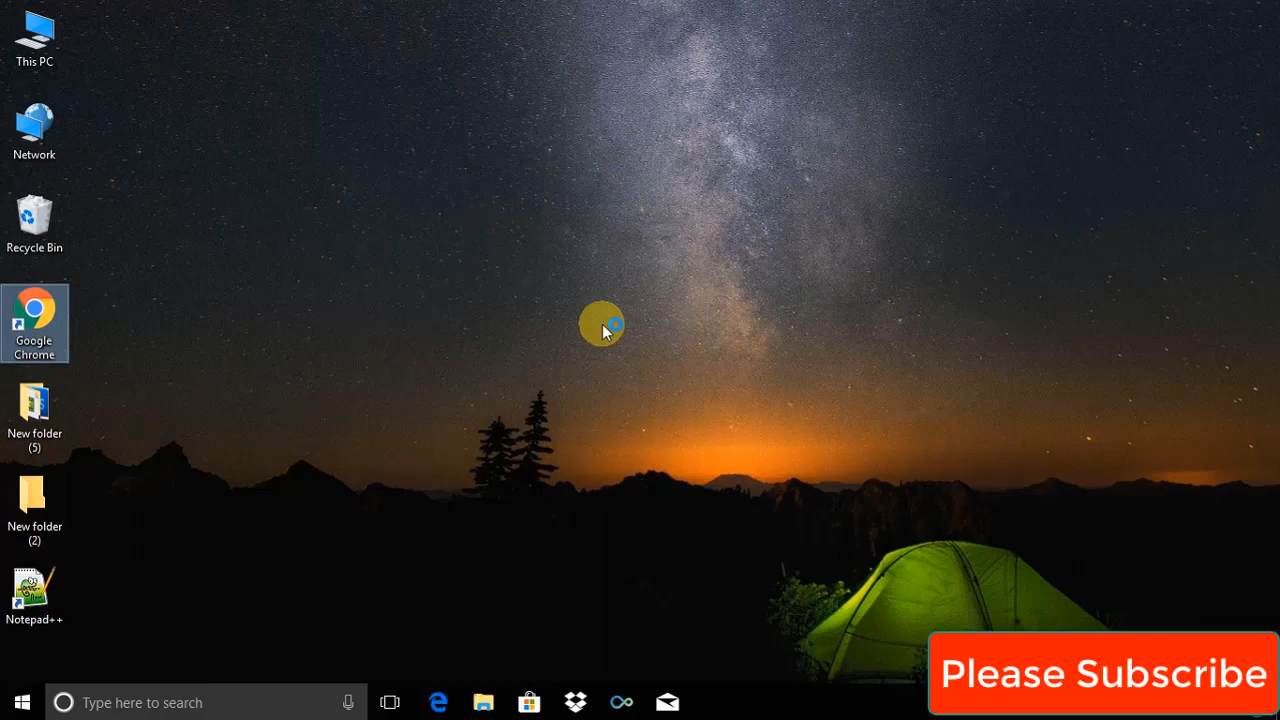 This PC
Network
Recycle Bin
Google
Chrome
New folder
(5)
New folder
(2)
Notepad++
Type here to search
Please Subscribe